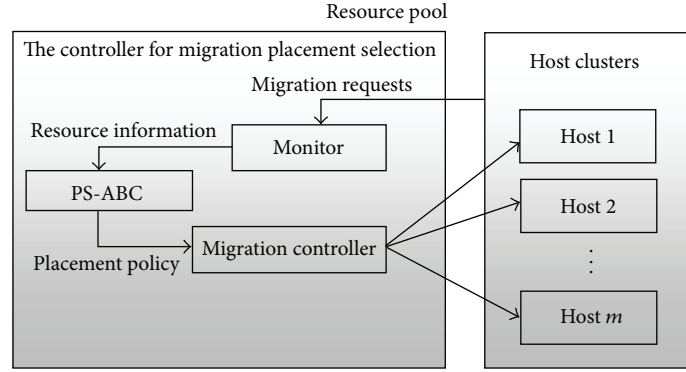 Resource pool
The controller for migration placement selection
Host clusters
Migration requests
Resource information
Monitor
Host 1
PS-ABC
Host 2
Placement policy
Migration controller
⋮
Host m